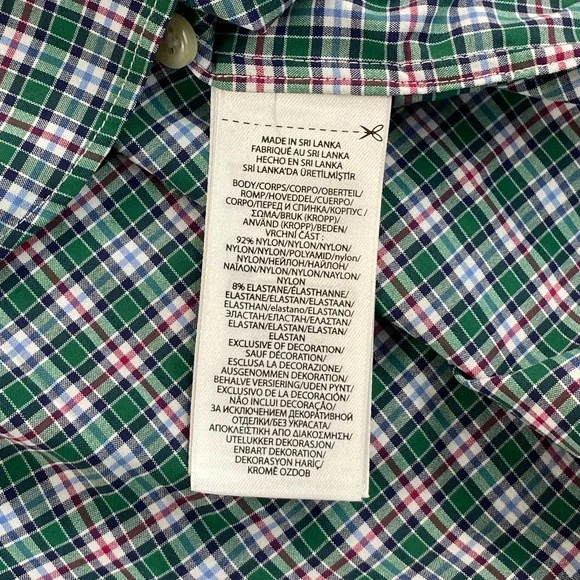 MADE IN SRI LANKA
FABRIQUÉ AU SRI LANKA
HECHO EN SRI LANKA
SRİ LANKA'DA ÜRETİLMİŞTİR
BODY/CORPS/CORPO/OBERTEIL/
ROMP/HOVEDDEL/CUERPO/
CORPO/ПЕРЕД И СПИНКА/КОРПУС /
ΣΩΜΑ/BRUK (KROPP)/
ANVÄND (KROPP)/BEDEN/
VRCHNÍ ČÁST :
92% NYLON/NYLON/NYLON/
NYLON/NYLON/POLYAMID/nylon/
NYLON/НЕЙЛОН/НАЙЛОН/
ΝΑΪΛΟΝ/NYLON/NAYLON/
NYLON
8% ELASTANE/ÉLASTHANNE/
ELASTANE/ELASTAN/ELASTAAN/
ELASTHAN/elastano/ELASTANO/
ЭЛАСТАН/ЕЛАСТАН/ΕΛΑΣΤΑΝ/
ELASTAN/ELASTAN/ELASTAN/
ELASTAN
EXCLUSIVE OF DECORATION/
SAUF DÉCORATION/
ESCLUSA LA DECORAZIONE/
AUSGENOMMEN DEKORATION/
BEHALVE VERSIERING/UDEN PYNT/
EXCLUSIVO DE LA DECORACIÓN/
NÃO INCLUI DECORAÇÃO/
ЗА ИСКЛЮЧЕНИЕМ ДЕКОРАТИВНОЙ
ОТДЕЛКИ/БЕЗ УКРАСАТА/
ΑΠΟΚΛΕΙΣΤΙΚΗ ΑΠΟ ΔΙΑΚΟΣΜΗΣΗ/
UTELUKKER DEKORASJON/
ENBART DEKORATION/
DEKORASYON HARİÇ/
KROMĚ OZDOB